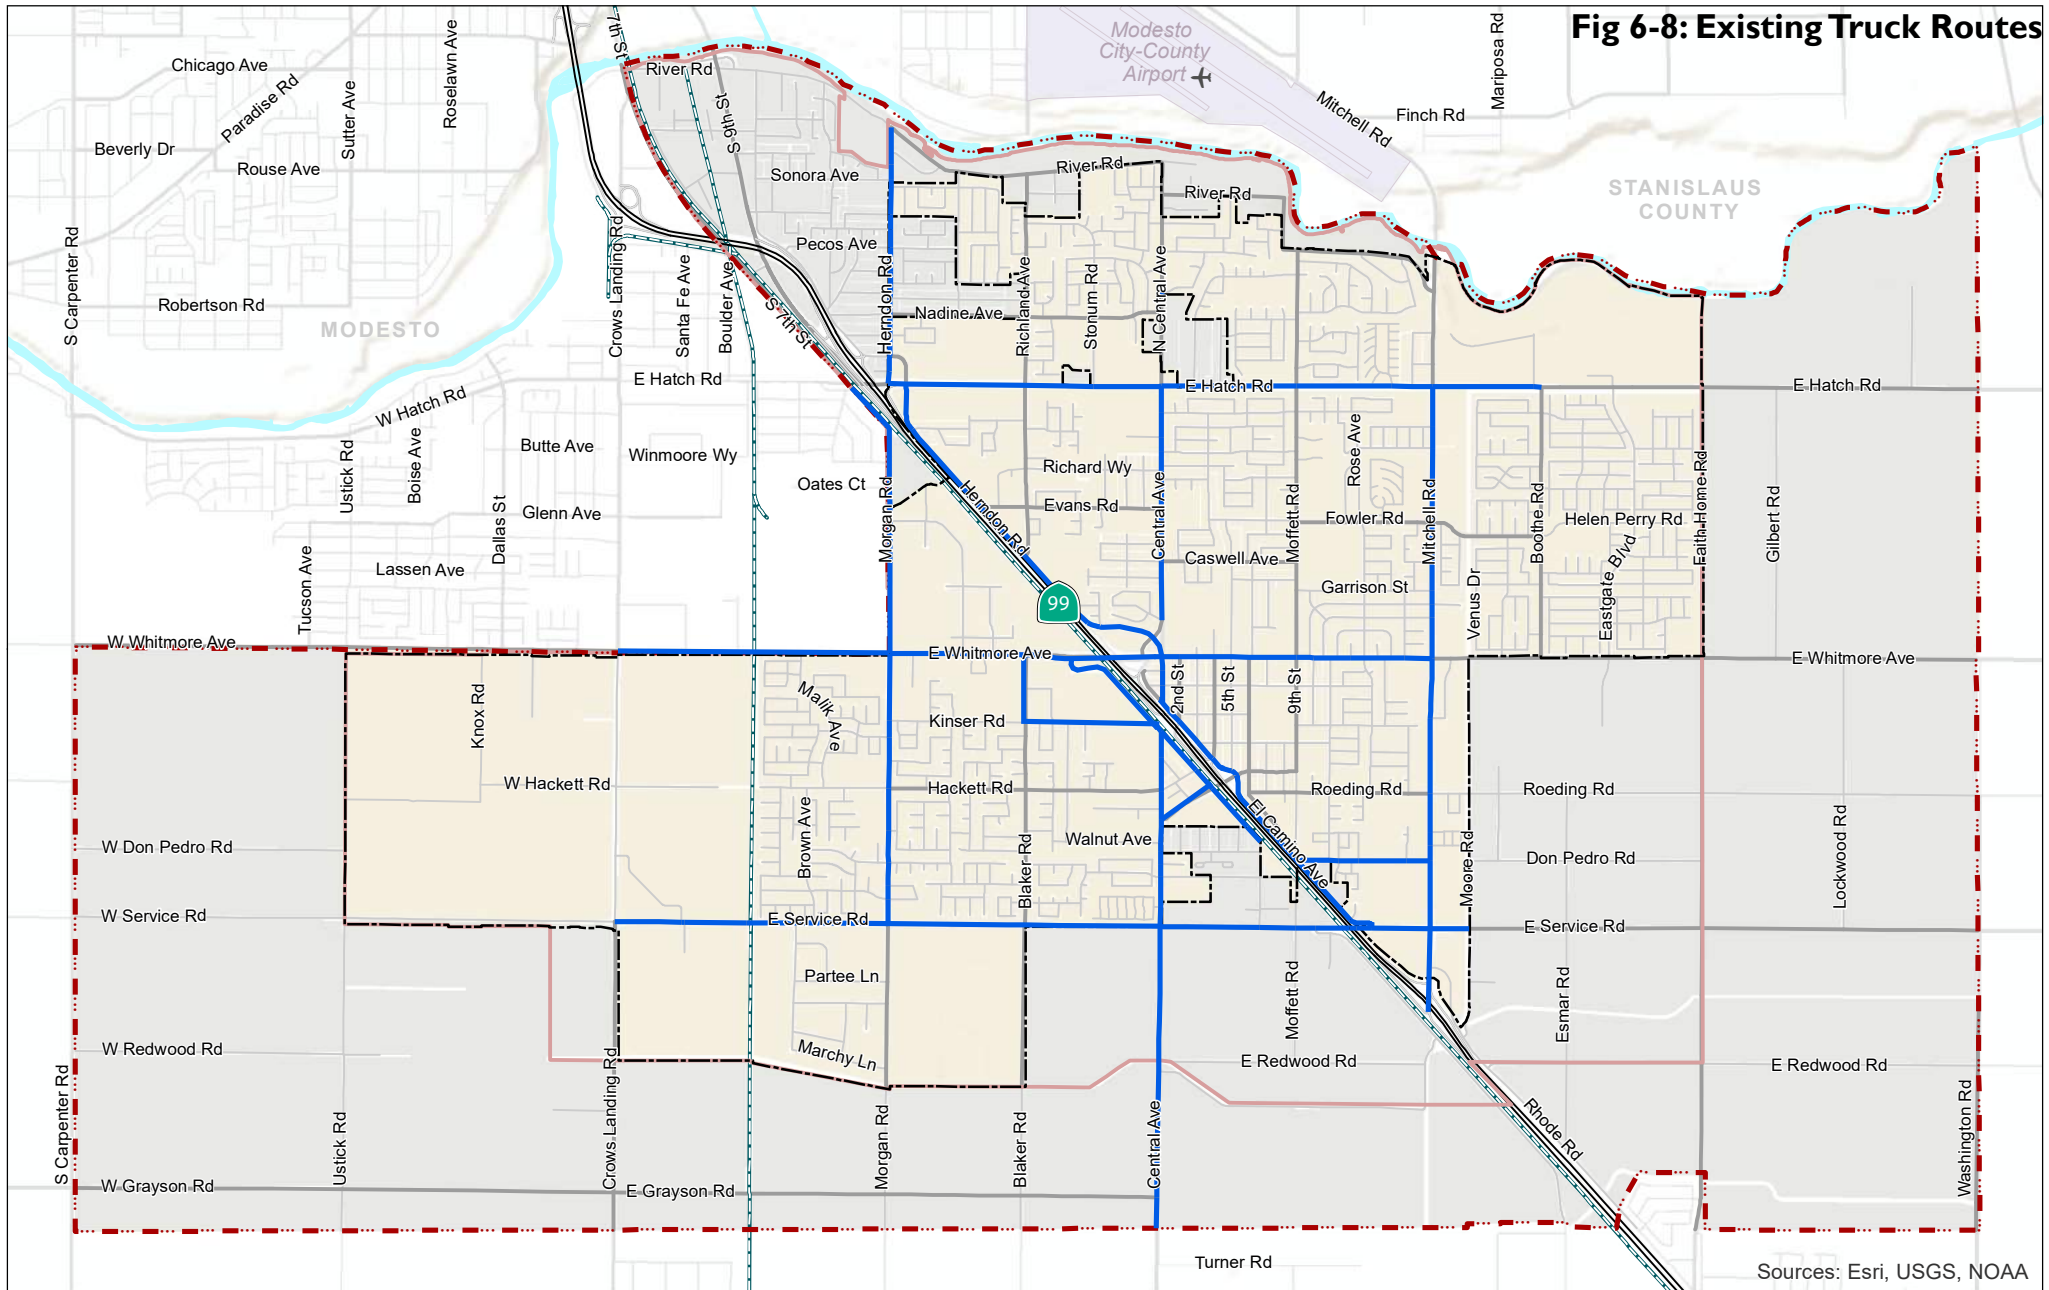 Fig 6-8: Existing Truck Routes
7th St
Chicago Ave
Paradise Rd
Sutter Ave
Roselawn Ave
Beverly Dr
Rouse Ave
S Carpenter Rd
Robertson Rd
MODESTO
River Rd
S 9th St
Sonora Ave
Pecos Ave
Modesto
City-County
Airport
Mitchell Rd
Finch Rd
Mariposa Rd
STANISLAUS
COUNTY
River Rd
River Rd
Crows Landing Rd
Santa Fe Ave
Boulder Ave
S 7th St
Herndon Rd
Nadine Ave
Richland Ave
Stonum Rd
N Central Ave
E Hatch Rd
E Hatch Rd
E Hatch Rd
W Hatch Rd
Ustick Rd
Boise Ave
Butte Ave
Winmoore Wy
Oates Ct
Dallas St
Glenn Ave
Lassen Ave
Tucson Ave
Morgan Rd
Herndon Rd
Richard Wy
Evans Rd
Central Ave
Caswell Ave
Moffett Rd
Rose Ave
Fowler Rd
Garrison St
Mitchell Rd
Venus Dr
Boothe Rd
Helen Perry Rd
Eastgate Blvd
Faith Home Rd
Gilbert Rd
99
W Whitmore Ave
E Whitmore Ave
E Whitmore Ave
Knox Rd
Malik Ave
Kinser Rd
2nd St
5th St
9th St
W Hackett Rd
Hackett Rd
Roeding Rd
Roeding Rd
Brown Ave
Blaker Rd
Walnut Ave
El Camino Ave
Moore Rd
Don Pedro Rd
Lockwood Rd
W Don Pedro Rd
W Service Rd
E Service Rd
E Service Rd
Partee Ln
Moffett Rd
Esmar Rd
W Redwood Rd
Marchy Ln
E Redwood Rd
E Redwood Rd
S Carpenter Rd
Ustick Rd
Crows Landing Rd
Morgan Rd
Blaker Rd
Central Ave
Rhode Rd
Washington Rd
W Grayson Rd
E Grayson Rd
Turner Rd
Sources: Esri, USGS, NOAA